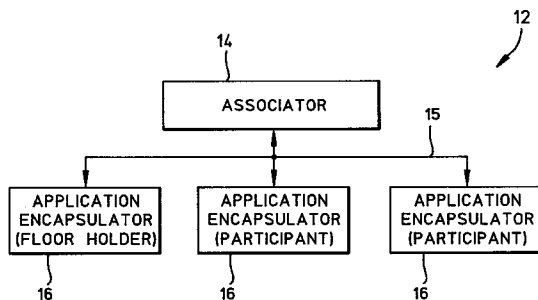 12
14
ASSOCIATOR
15
APPLICATION
ENCAPSULATOR
(FLOOR HOLDER)
APPLICATION
ENCAPSULATOR
(PARTICIPANT)
APPLICATION
ENCAPSULATOR
(PARTICIPANT)
16
16
16